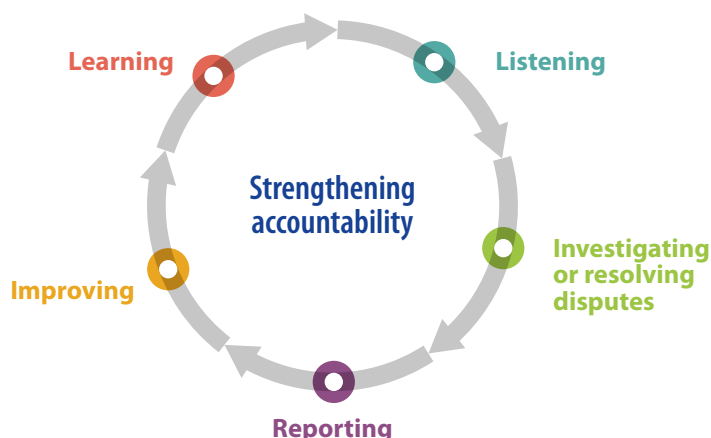 Learning
Listening
Strengthening
accountability
Investigating
or resolving
disputes
Improving
Reporting